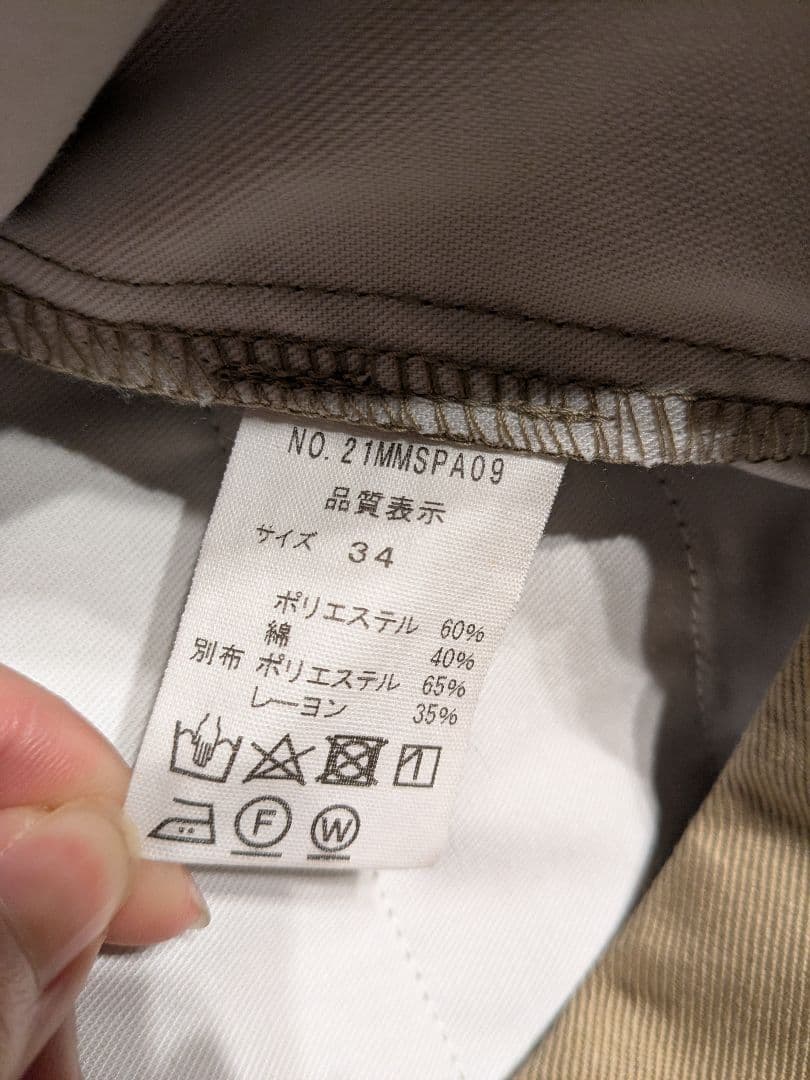 NO. 21MMSPA09
品質表示
サイズ 34
ポリエステル 60%
綿 40%
別布 ポリエステル 65%
レーヨン 35%
F W